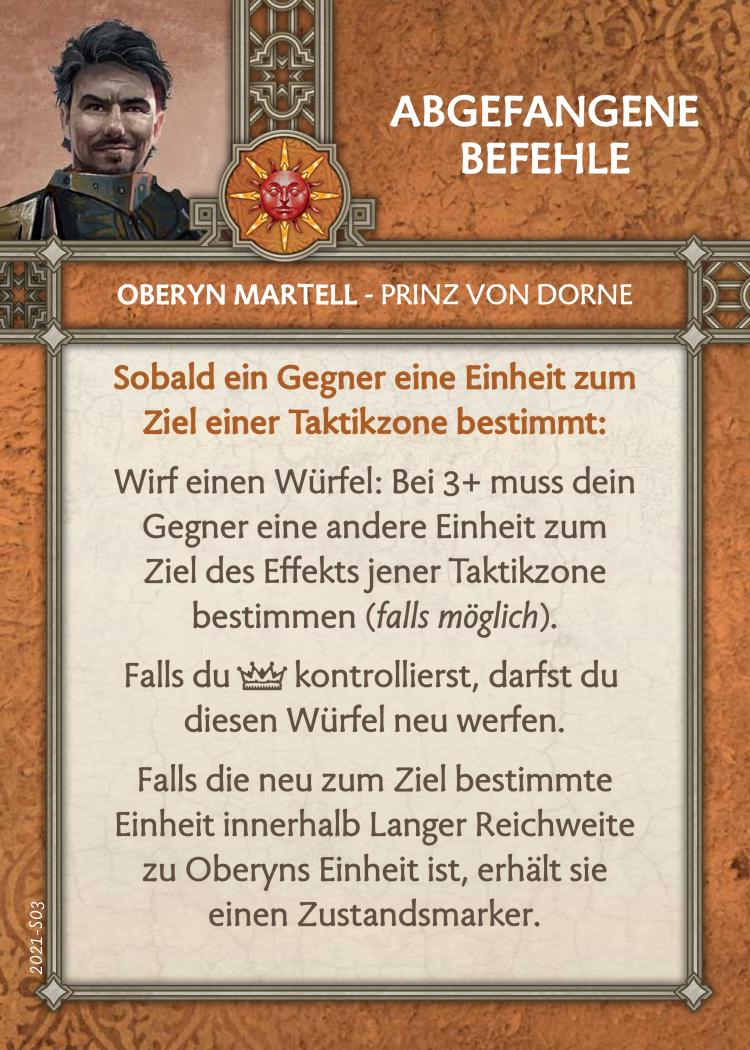 ABGEFANGENE
BEFEHLE
OBERYN MARTELL - PRINZ VON DORNE
Sobald ein Gegner eine Einheit zum
Ziel einer Taktikzone bestimmt:
Wirf einen Würfel: Bei 3+ muss dein
Gegner eine andere Einheit zum
Ziel des Effekts jener Taktikzone
bestimmen (falls möglich).
Falls du kontrollierst, darfst du
diesen Würfel neu werfen.
Falls die neu zum Ziel bestimmte
Einheit innerhalb Langer Reichweite
zu Oberyns Einheit ist, erhält sie
einen Zustandsmarker.
2021-S03